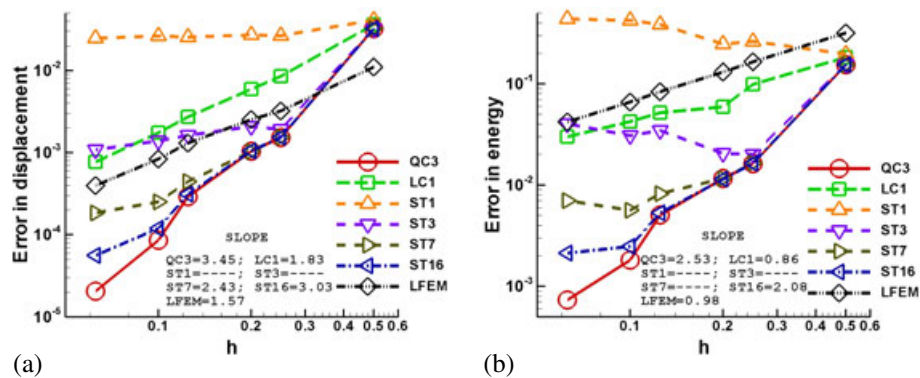 Error in displacement
10-2
10-3
10-4
10-5
0.1
0.2
0.3
0.4
0.5
0.6
h
QC3
LC1
ST1
ST3
ST7
ST16
LFEM
SLOPE
QC3=3.45; LC1=1.83
ST1=----; ST3=----
ST7=2.43; ST16=3.03
LFEM=1.57
(a)
Error in energy
10-1
10-2
10-3
0.1
0.2
0.3
0.4
0.5
0.6
h
QC3
LC1
ST1
ST3
ST7
ST16
LFEM
SLOPE
QC3=2.53; LC1=0.86
ST1=----; ST3=----
ST7=----; ST16=2.08
LFEM=0.98
(b)